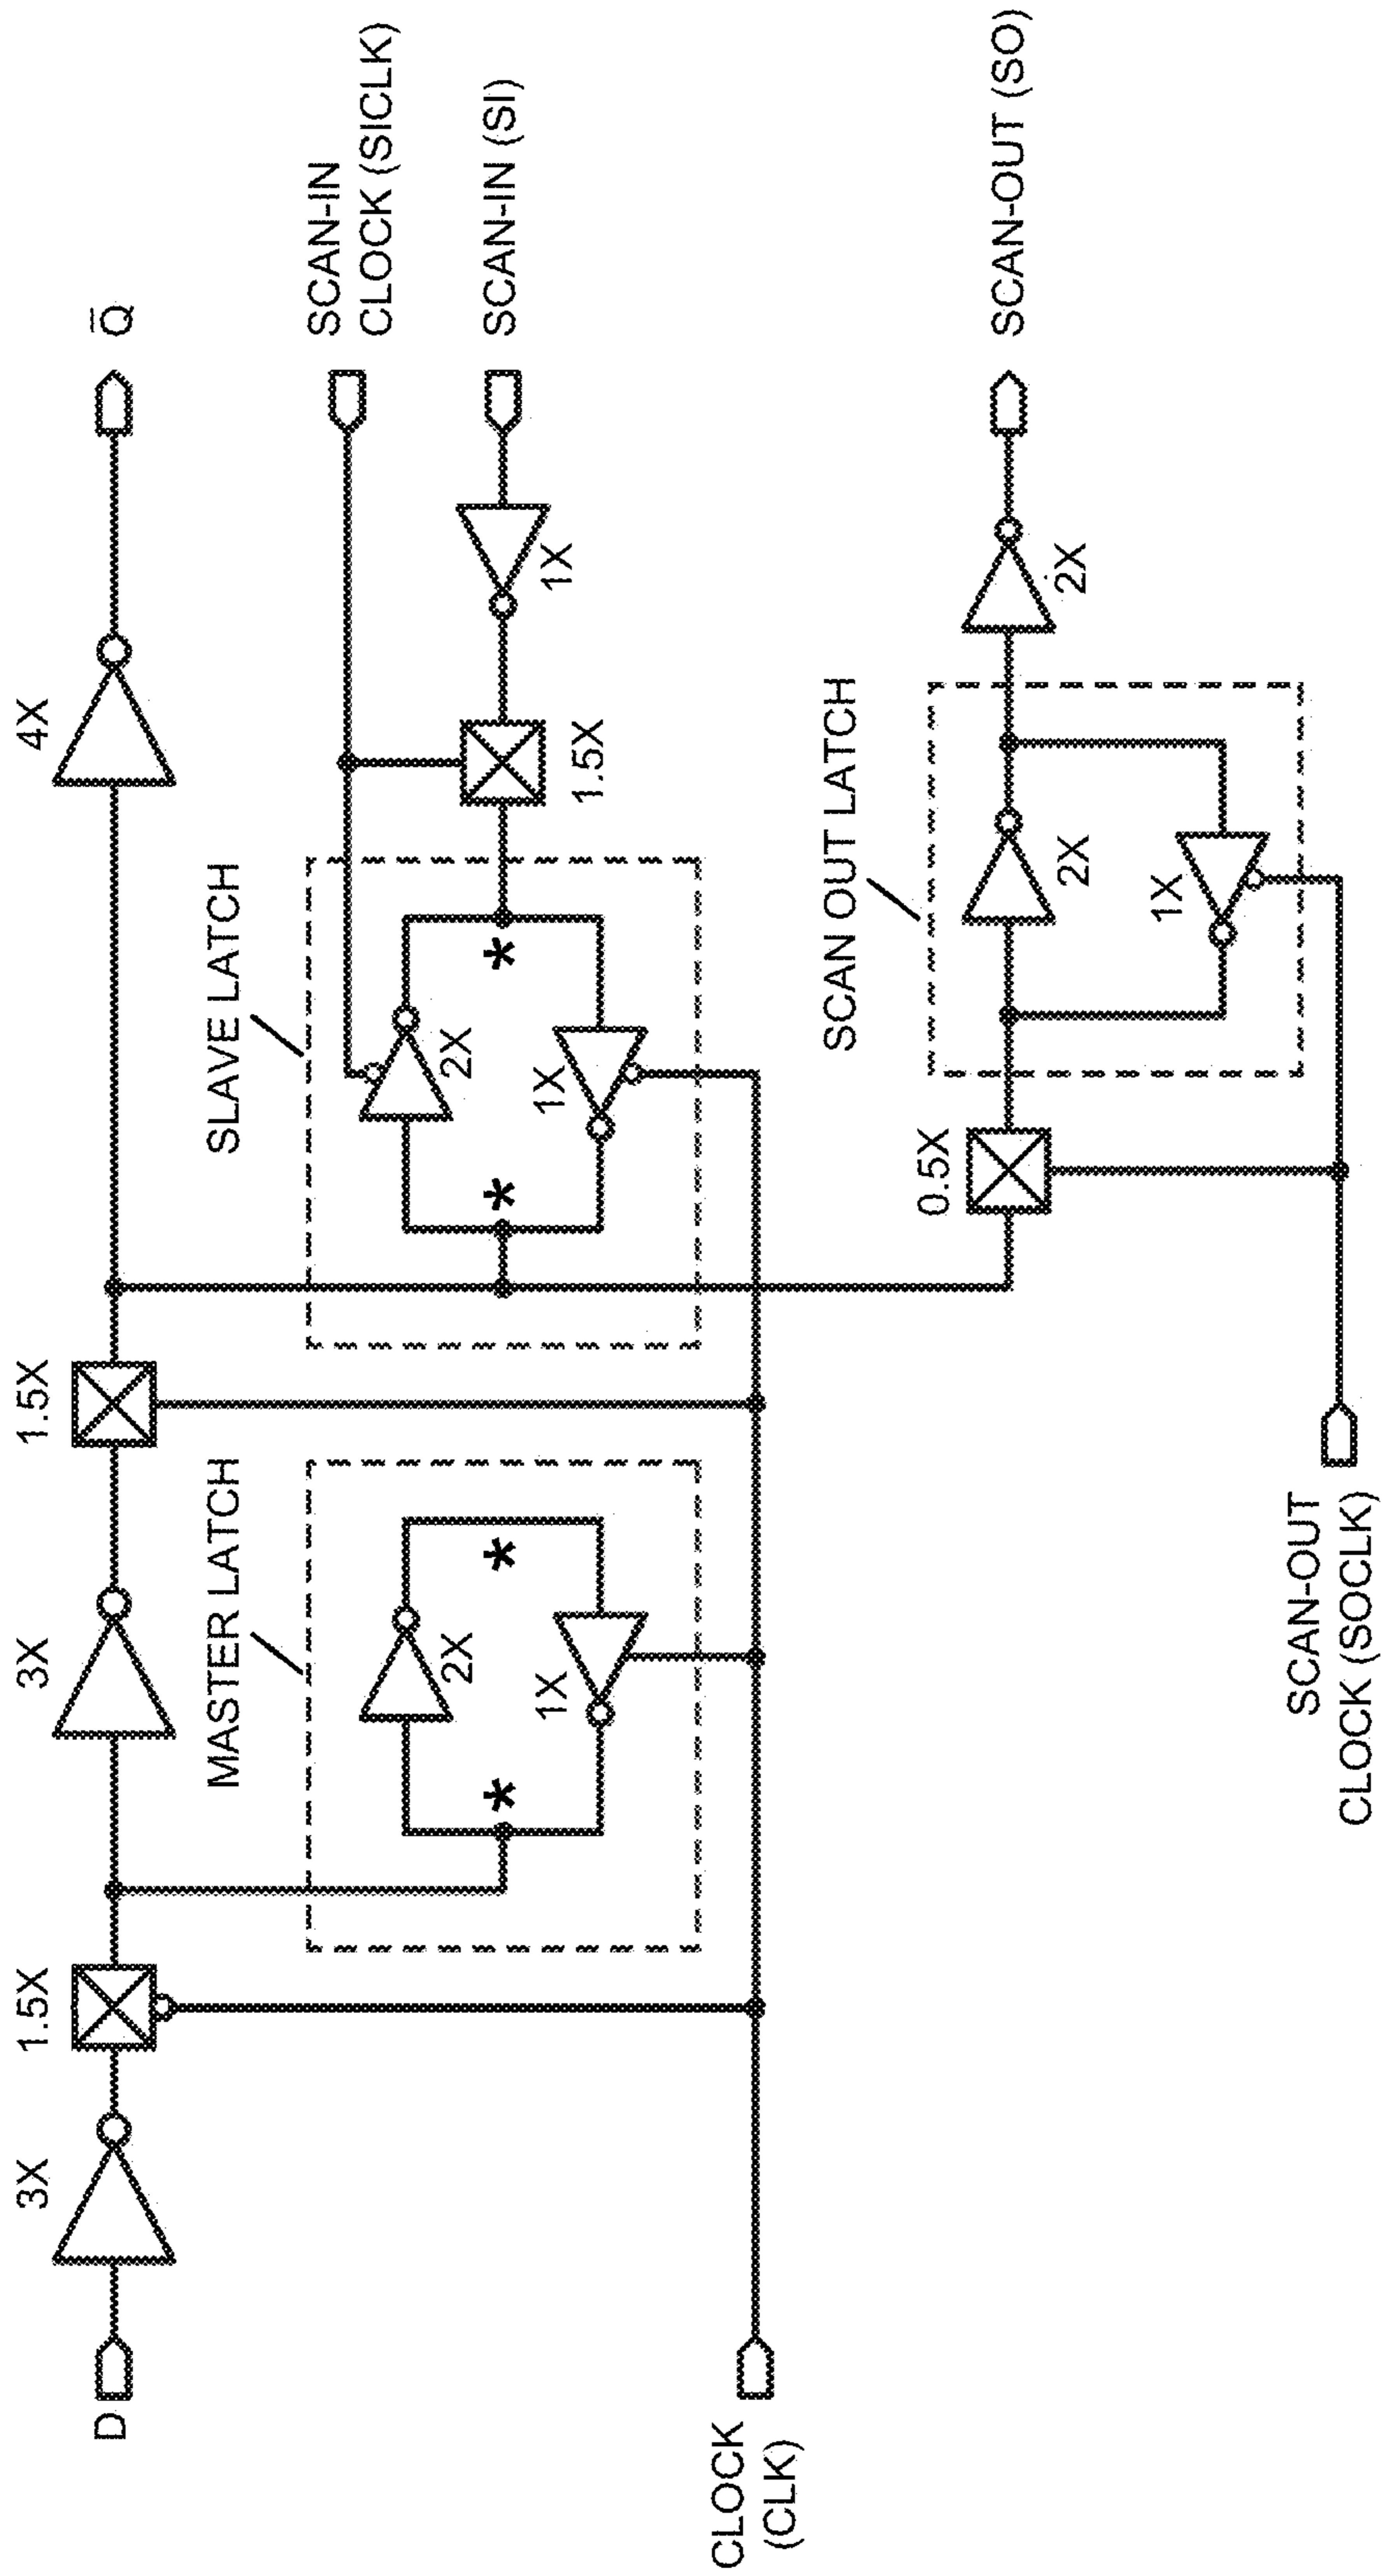 3X
1.5X
3X
1.5X
4X
D
Q̅
MASTER LATCH
SLAVE LATCH
SCAN-IN
CLOCK (SICLK)
2X
*
*
1X
2X
*
*
1X
1.5X
1X
SCAN-IN (SI)
CLOCK
(CLK)
SCAN OUT LATCH
0.5X
2X
1X
2X
SCAN-OUT (SO)
SCAN-OUT
CLOCK (SOCLK)